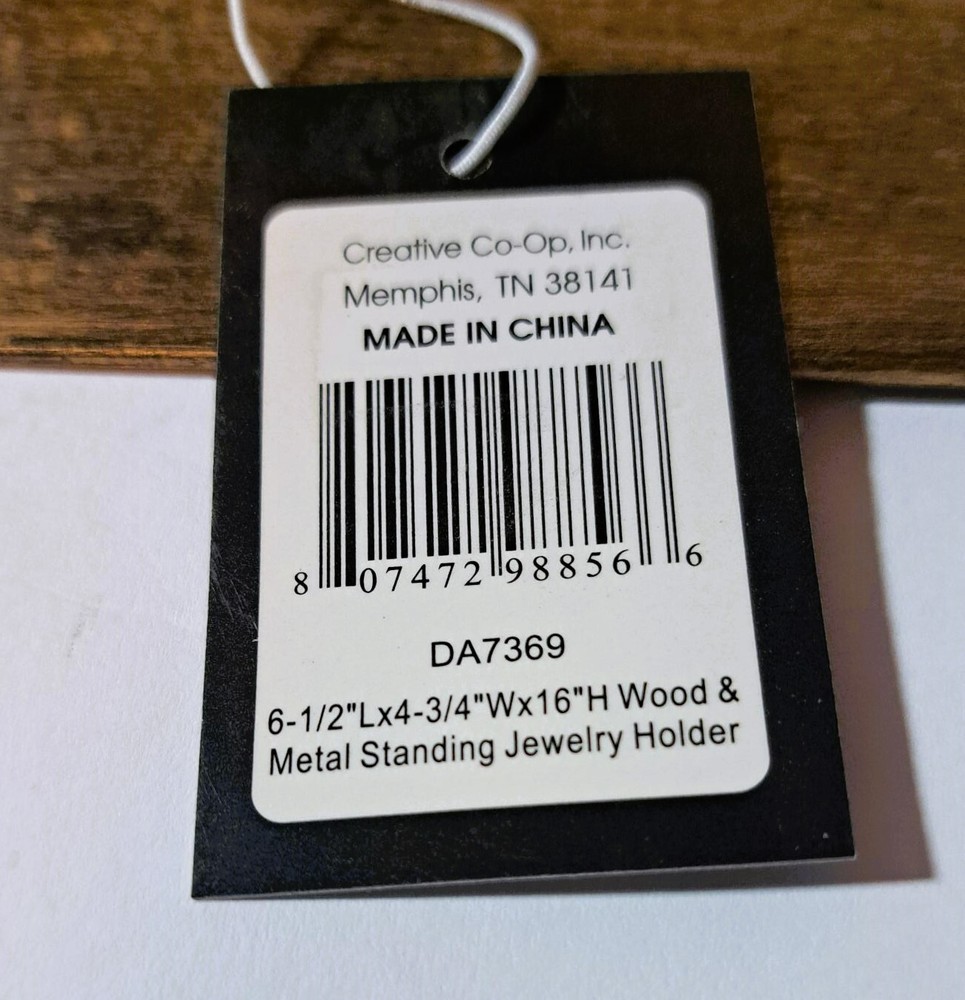 Creative Co-Op, Inc.
Memphis, TN 38141
MADE IN CHINA
8 07472 98856 6
DA7369
6-1/2"Lx4-3/4"Wx16"H Wood &
Metal Standing Jewelry Holder